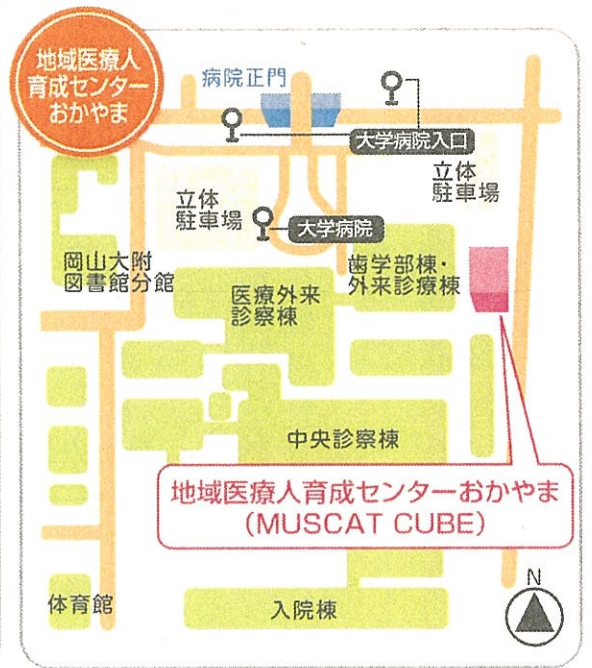 地域医療人
育成センター
おかやま
病院正門
大学病院入口
立体
駐車場
立体
駐車場
大学病院
岡山大附
図書館分館
歯学部棟・
外来診療棟
医療外来
診察棟
中央診察棟
地域医療人育成センターおかやま
（MUSCAT CUBE）
体育館
入院棟
N